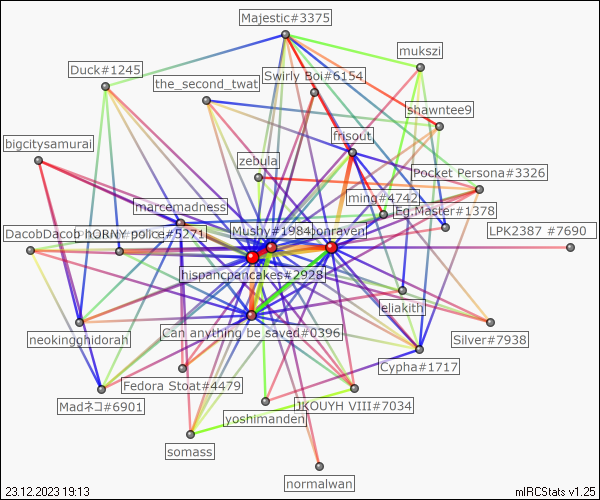 Majestic#3375
mukszi
Duck#1245
the_second_twat
Swirly Boi#6154
shawntee9
bigcitysamurai
frisout
zebula
Pocket Persona#3326
ming#4742
marcemadness
Eg.Master#1378
DacobDacob
hORNY police#5271
Mushy#1984
jonraven
LPK2387 #7690
hispancpancakes#2928
eliakith
neokingghidorah
Can anything be saved#0396
Silver#7938
Cypha#1717
Fedora Stoat#4479
Madネコ#6901
JKOUYH VIII#7034
yoshimanden
somass
normalwan
23.12.2023 19:13
mIRCStats v1.25